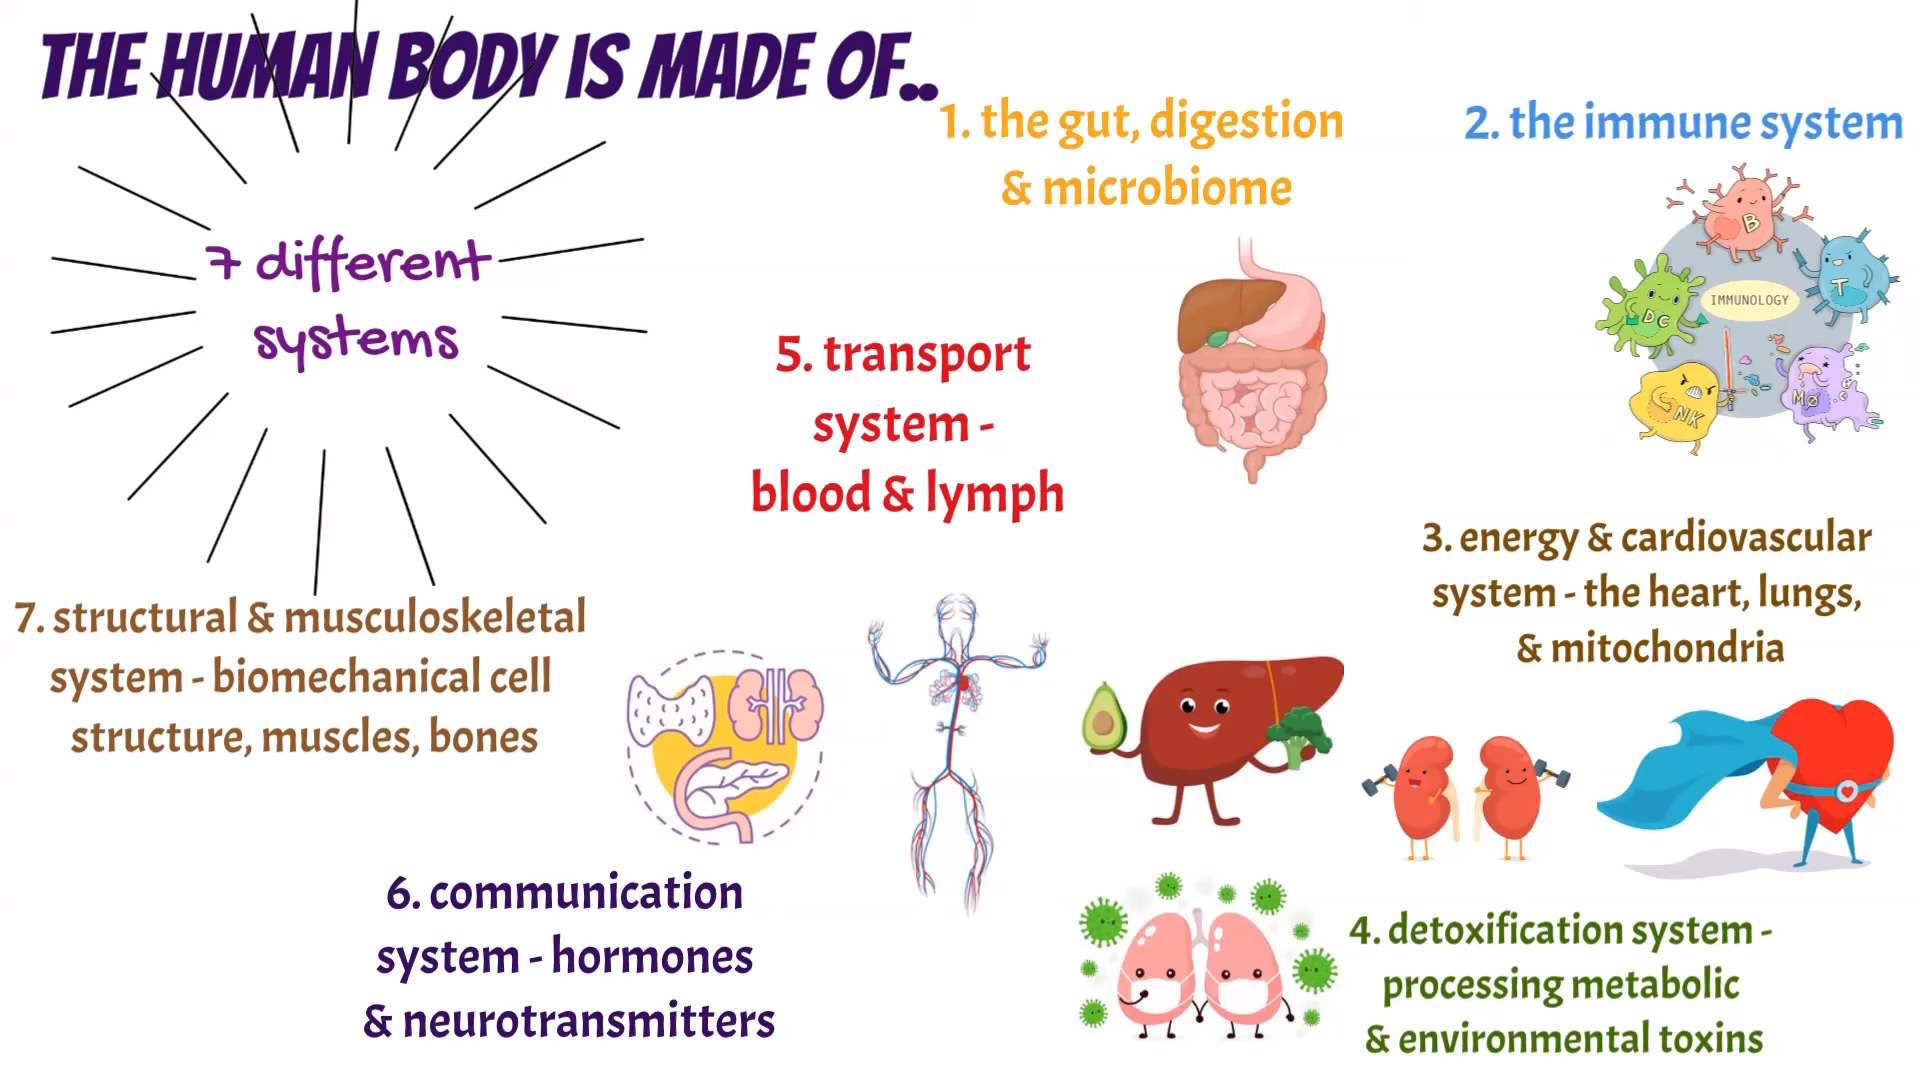 THE HUMAN BODY IS MADE OF..
7 different
systems
1. the gut, digestion
& microbiome
2. the immune system
B
T
IMMUNOLOGY
DC
NK
MØ
3. energy & cardiovascular
system - the heart, lungs,
& mitochondria
4. detoxification system -
processing metabolic
& environmental toxins
5. transport
system -
blood & lymph
6. communication
system - hormones
& neurotransmitters
7. structural & musculoskeletal
system - biomechanical cell
structure, muscles, bones